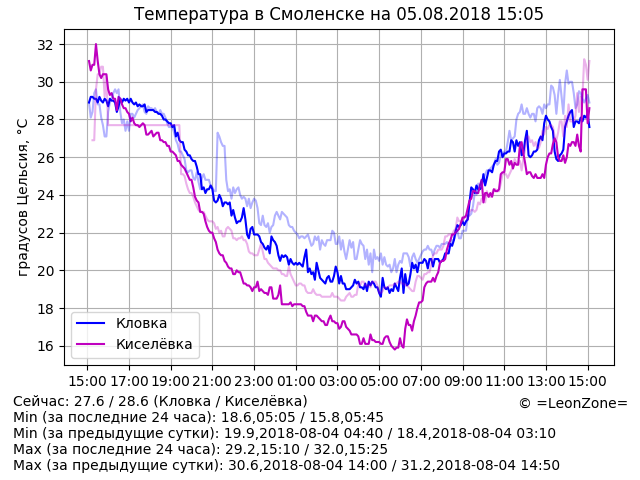 Температура в Смоленске на 05.08.2018 15:05
32
30
28
26
24
22
20
18
16
градусов Цельсия, °C
Кловка
Киселёвка
15:00 17:00 19:00 21:00 23:00 01:00 03:00 05:00 07:00 09:00 11:00 13:00 15:00
Сейчас: 27.6 / 28.6 (Кловка / Киселёвка)
© =LeonZone=
Min (за последние 24 часа): 18.6,05:05 / 15.8,05:45
Min (за предыдущие сутки): 19.9,2018-08-04 04:40 / 18.4,2018-08-04 03:10
Max (за последние 24 часа): 29.2,15:10 / 32.0,15:25
Max (за предыдущие сутки): 30.6,2018-08-04 14:00 / 31.2,2018-08-04 14:50